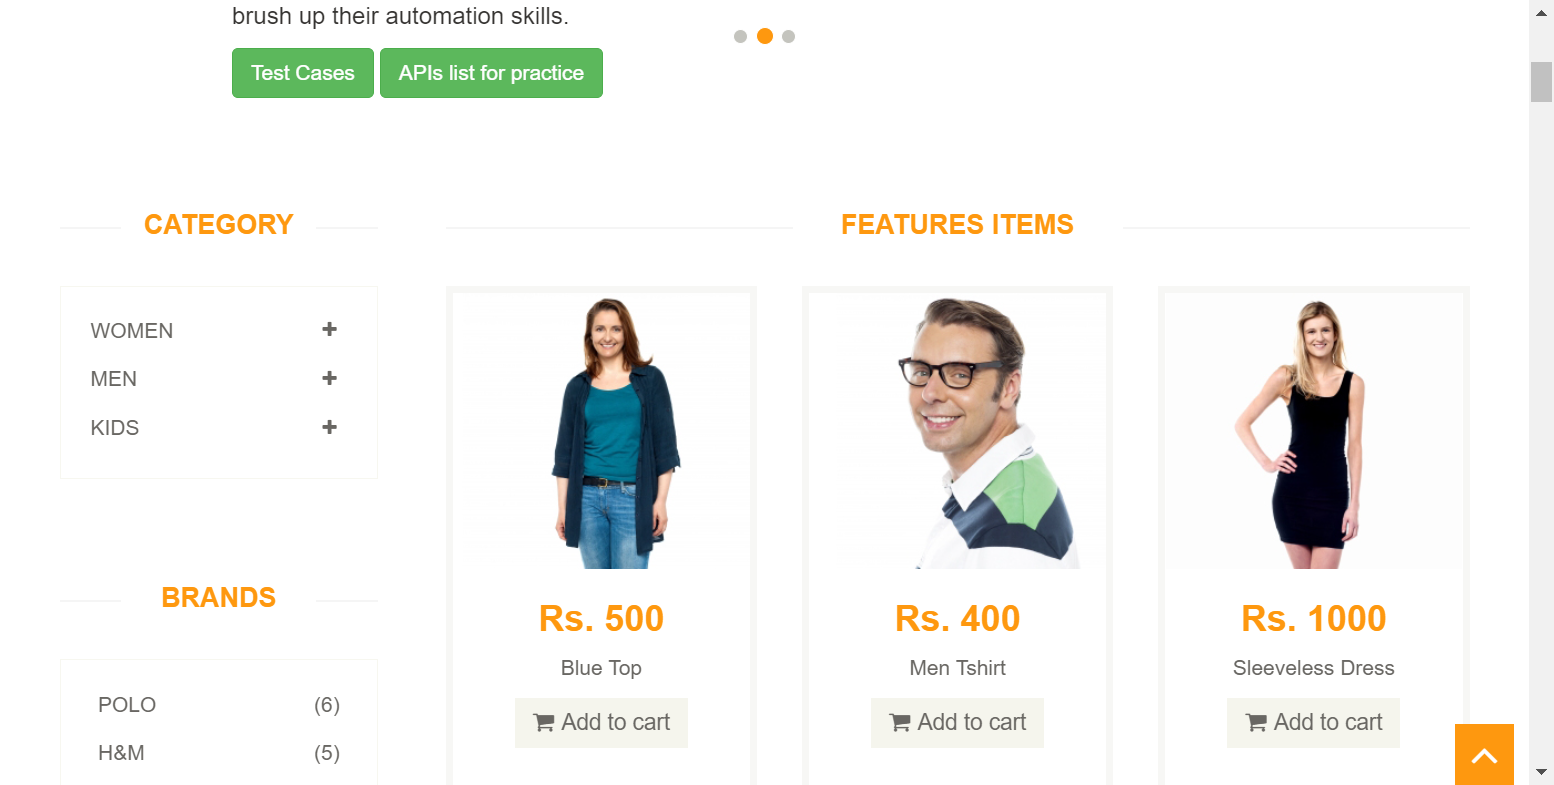 brush up their automation skills.
Test Cases
APIs list for practice
CATEGORY
WOMEN
MEN
KIDS
BRANDS
POLO (6)
H&M (5)
FEATURES ITEMS
Rs. 500
Blue Top
Add to cart
Rs. 400
Men Tshirt
Add to cart
Rs. 1000
Sleeveless Dress
Add to cart